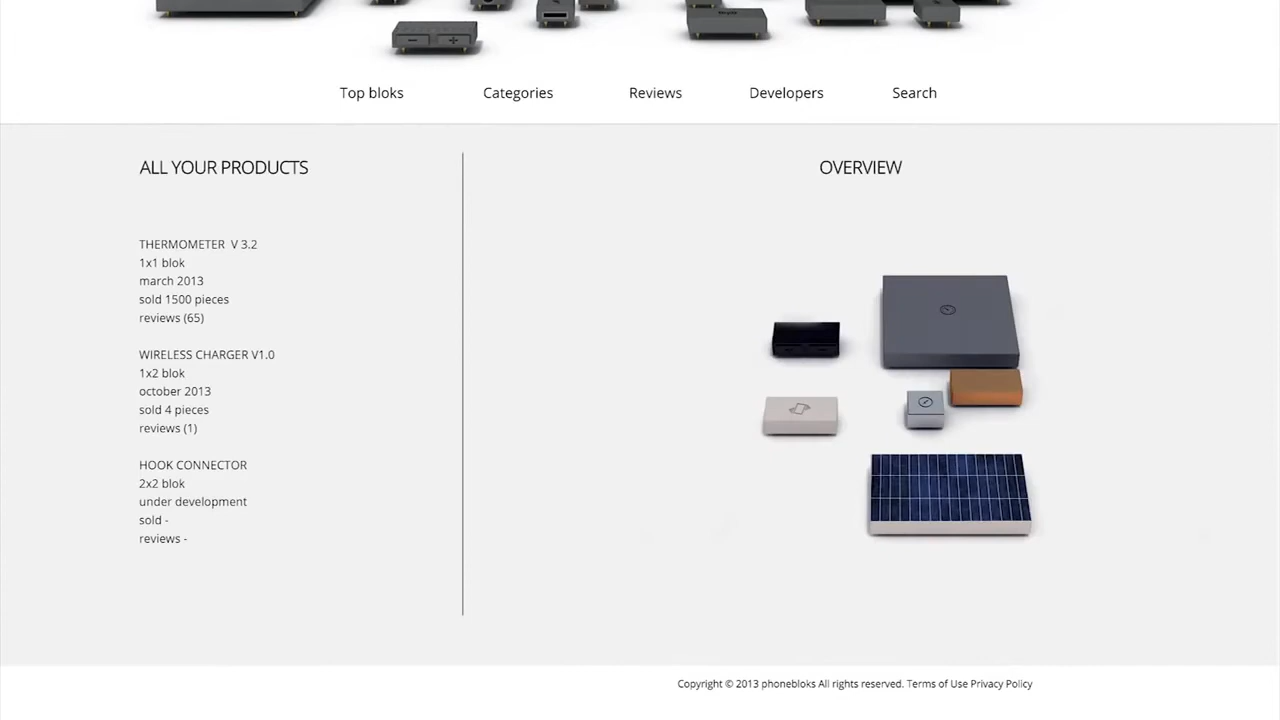 Top bloks
Categories
Reviews
Developers
Search
ALL YOUR PRODUCTS
THERMOMETER V 3.2
1x1 blok
march 2013
sold 1500 pieces
reviews (65)
WIRELESS CHARGER V1.0
1x2 blok
october 2013
sold 4 pieces
reviews (1)
HOOK CONNECTOR
2x2 blok
under development
sold -
reviews -
OVERVIEW
Copyright © 2013 phonebloks All rights reserved. Terms of Use Privacy Policy